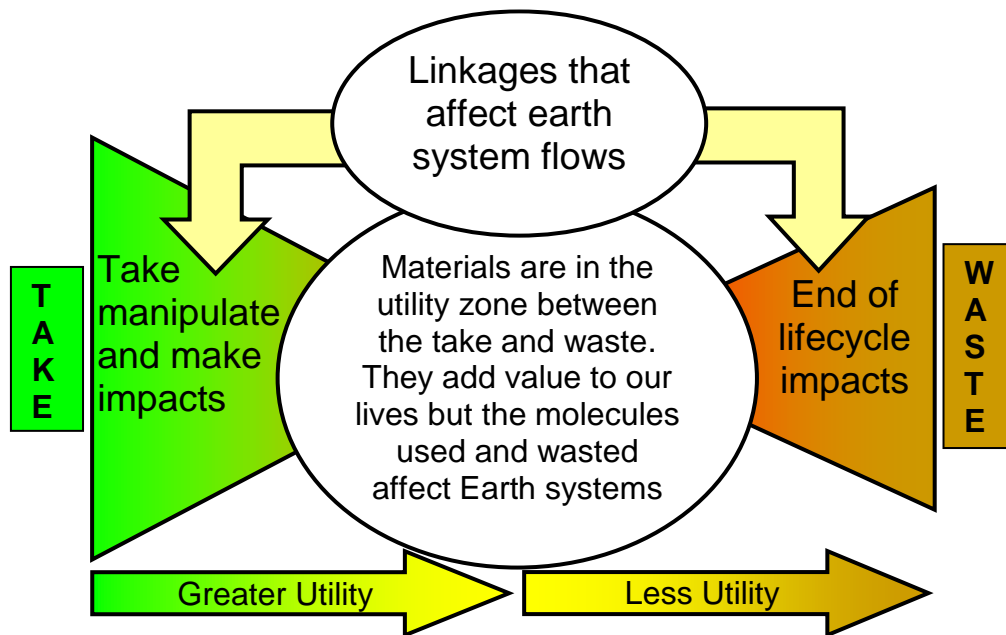 Linkages that
affect earth
system flows
TAKE
Take
manipulate
and make
impacts
Materials are in the
utility zone between
the take and waste.
They add value to our
lives but the molecules
used and wasted
affect Earth systems
End of
lifecycle
impacts
WASTE
Greater Utility
Less Utility